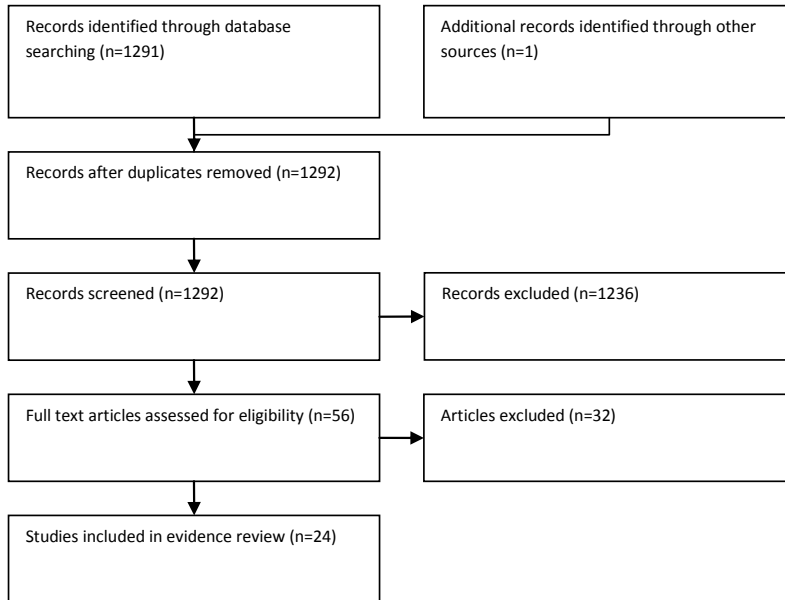 Records identified through database
searching (n=1291)
Additional records identified through other
sources (n=1)
Records after duplicates removed (n=1292)
Records screened (n=1292)
Records excluded (n=1236)
Full text articles assessed for eligibility (n=56)
Articles excluded (n=32)
Studies included in evidence review (n=24)